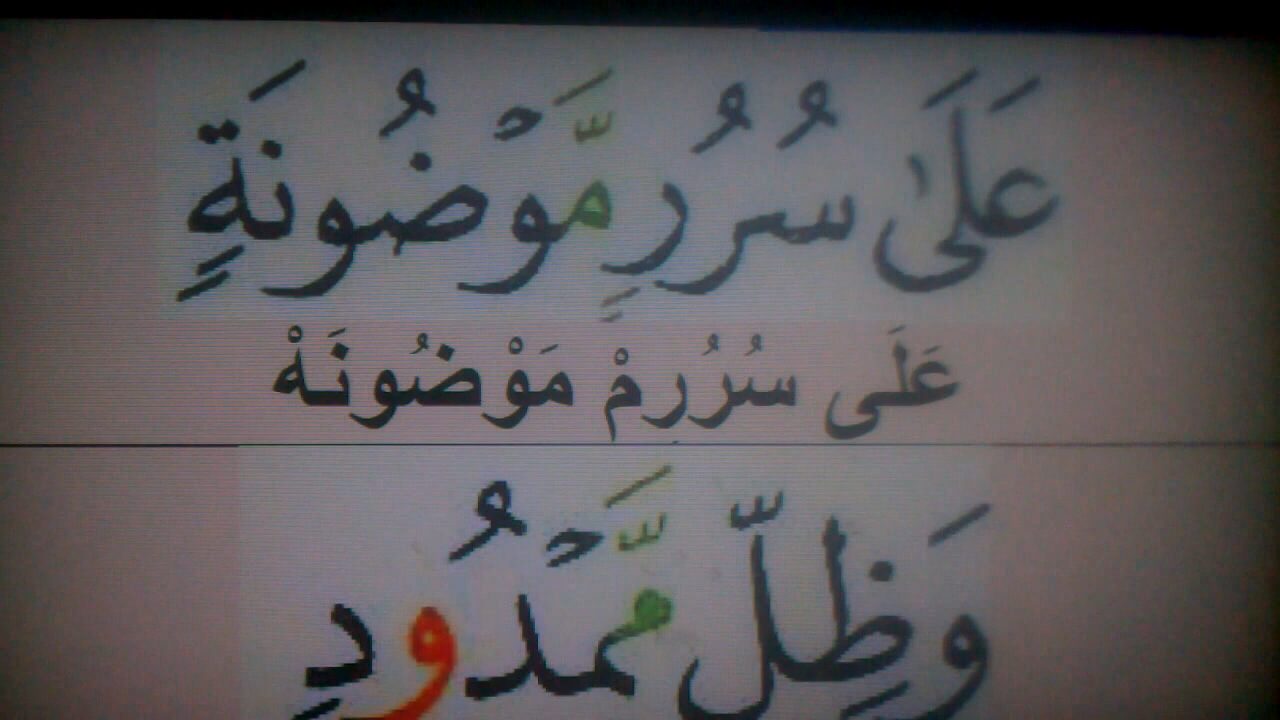 عَلَىٰ سُرُرٍ مَّوْضُونَةٍ
عَلَى سُرُرِمْ مَوْضُونَهْ
وَظِلٍّ مَّمْدُودٍ